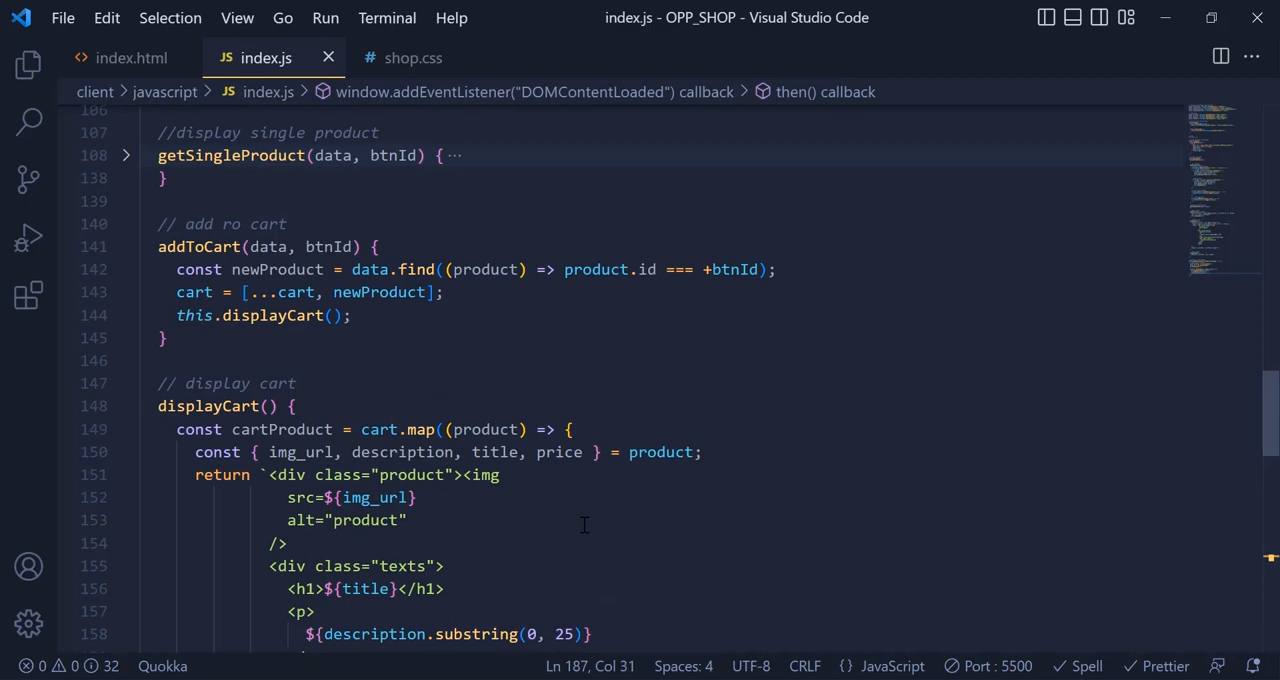 File Edit Selection View Go Run Terminal Help index.js - OPP_SHOP - Visual Studio Code
index.html JS index.js # shop.css
client > javascript > JS index.js > window.addEventListener("DOMContentLoaded") callback > then() callback
106
107 //display single product
108 getSingleProduct(data, btnId) { ···
138 }
139
140 // add ro cart
141 addToCart(data, btnId) {
142 const newProduct = data.find((product) => product.id === +btnId);
143 cart = [...cart, newProduct];
144 this.displayCart();
145 }
146
147 // display cart
148 displayCart() {
149 const cartProduct = cart.map((product) => {
150 const { img_url, description, title, price } = product;
151 return `<div class="product"><img
152 src=${img_url}
153 alt="product"
154 />
155 <div class="texts">
156 <h1>${title}</h1>
157 <p>
158 ${description.substring(0, 25)}
0 0 32 Quokka Ln 187, Col 31 Spaces: 4 UTF-8 CRLF {} JavaScript Port : 5500 Spell Prettier